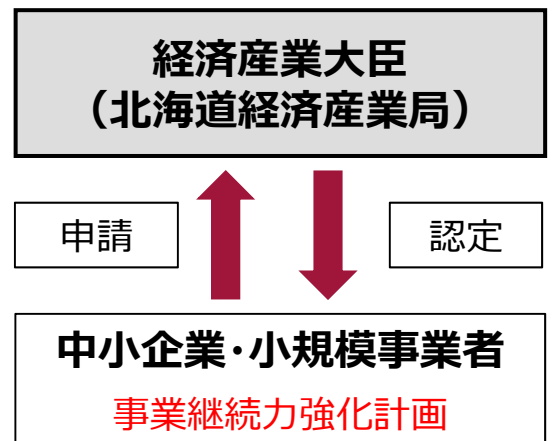 経済産業大臣
（北海道経済産業局）
申請
認定
中小企業･小規模事業者
事業継続力強化計画